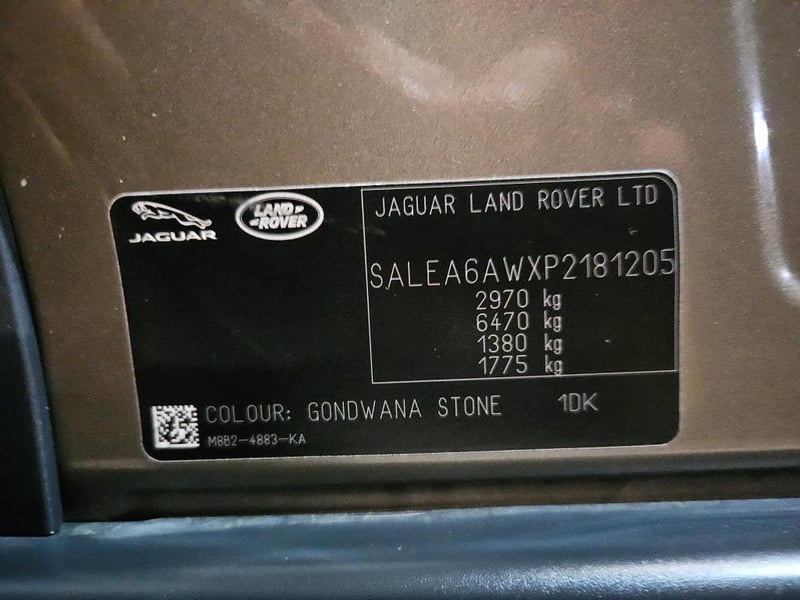 JAGUAR
LAND ROVER
JAGUAR LAND ROVER LTD
SALEA6AWXP2181205
2970 kg
6470 kg
1380 kg
1775 kg
COLOUR: GONDWANA STONE 1DK
M8B2-4883-KA